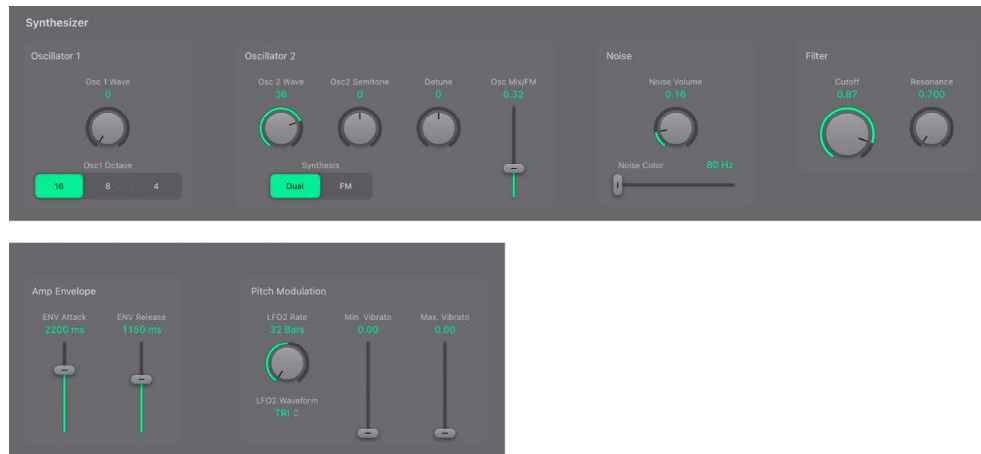 Synthesizer
Oscillator 1
Osc 1 Wave
0
Osc1 Octave
16 8 4
Oscillator 2
Osc 2 Wave Osc2 Semitone Detune Osc Mix/FM
36 0 0 0.32
Synthesis
Dual FM
Noise
Noise Volume
0.16
Noise Color 80 Hz
Filter
Cutoff Resonance
0.87 0.700
Amp Envelope
ENV Attack ENV Release
2200 ms 1150 ms
Pitch Modulation
LFO2 Rate Min. Vibrato Max. Vibrato
32 Bars 0.00 0.00
LFO2 Waveform
TRI